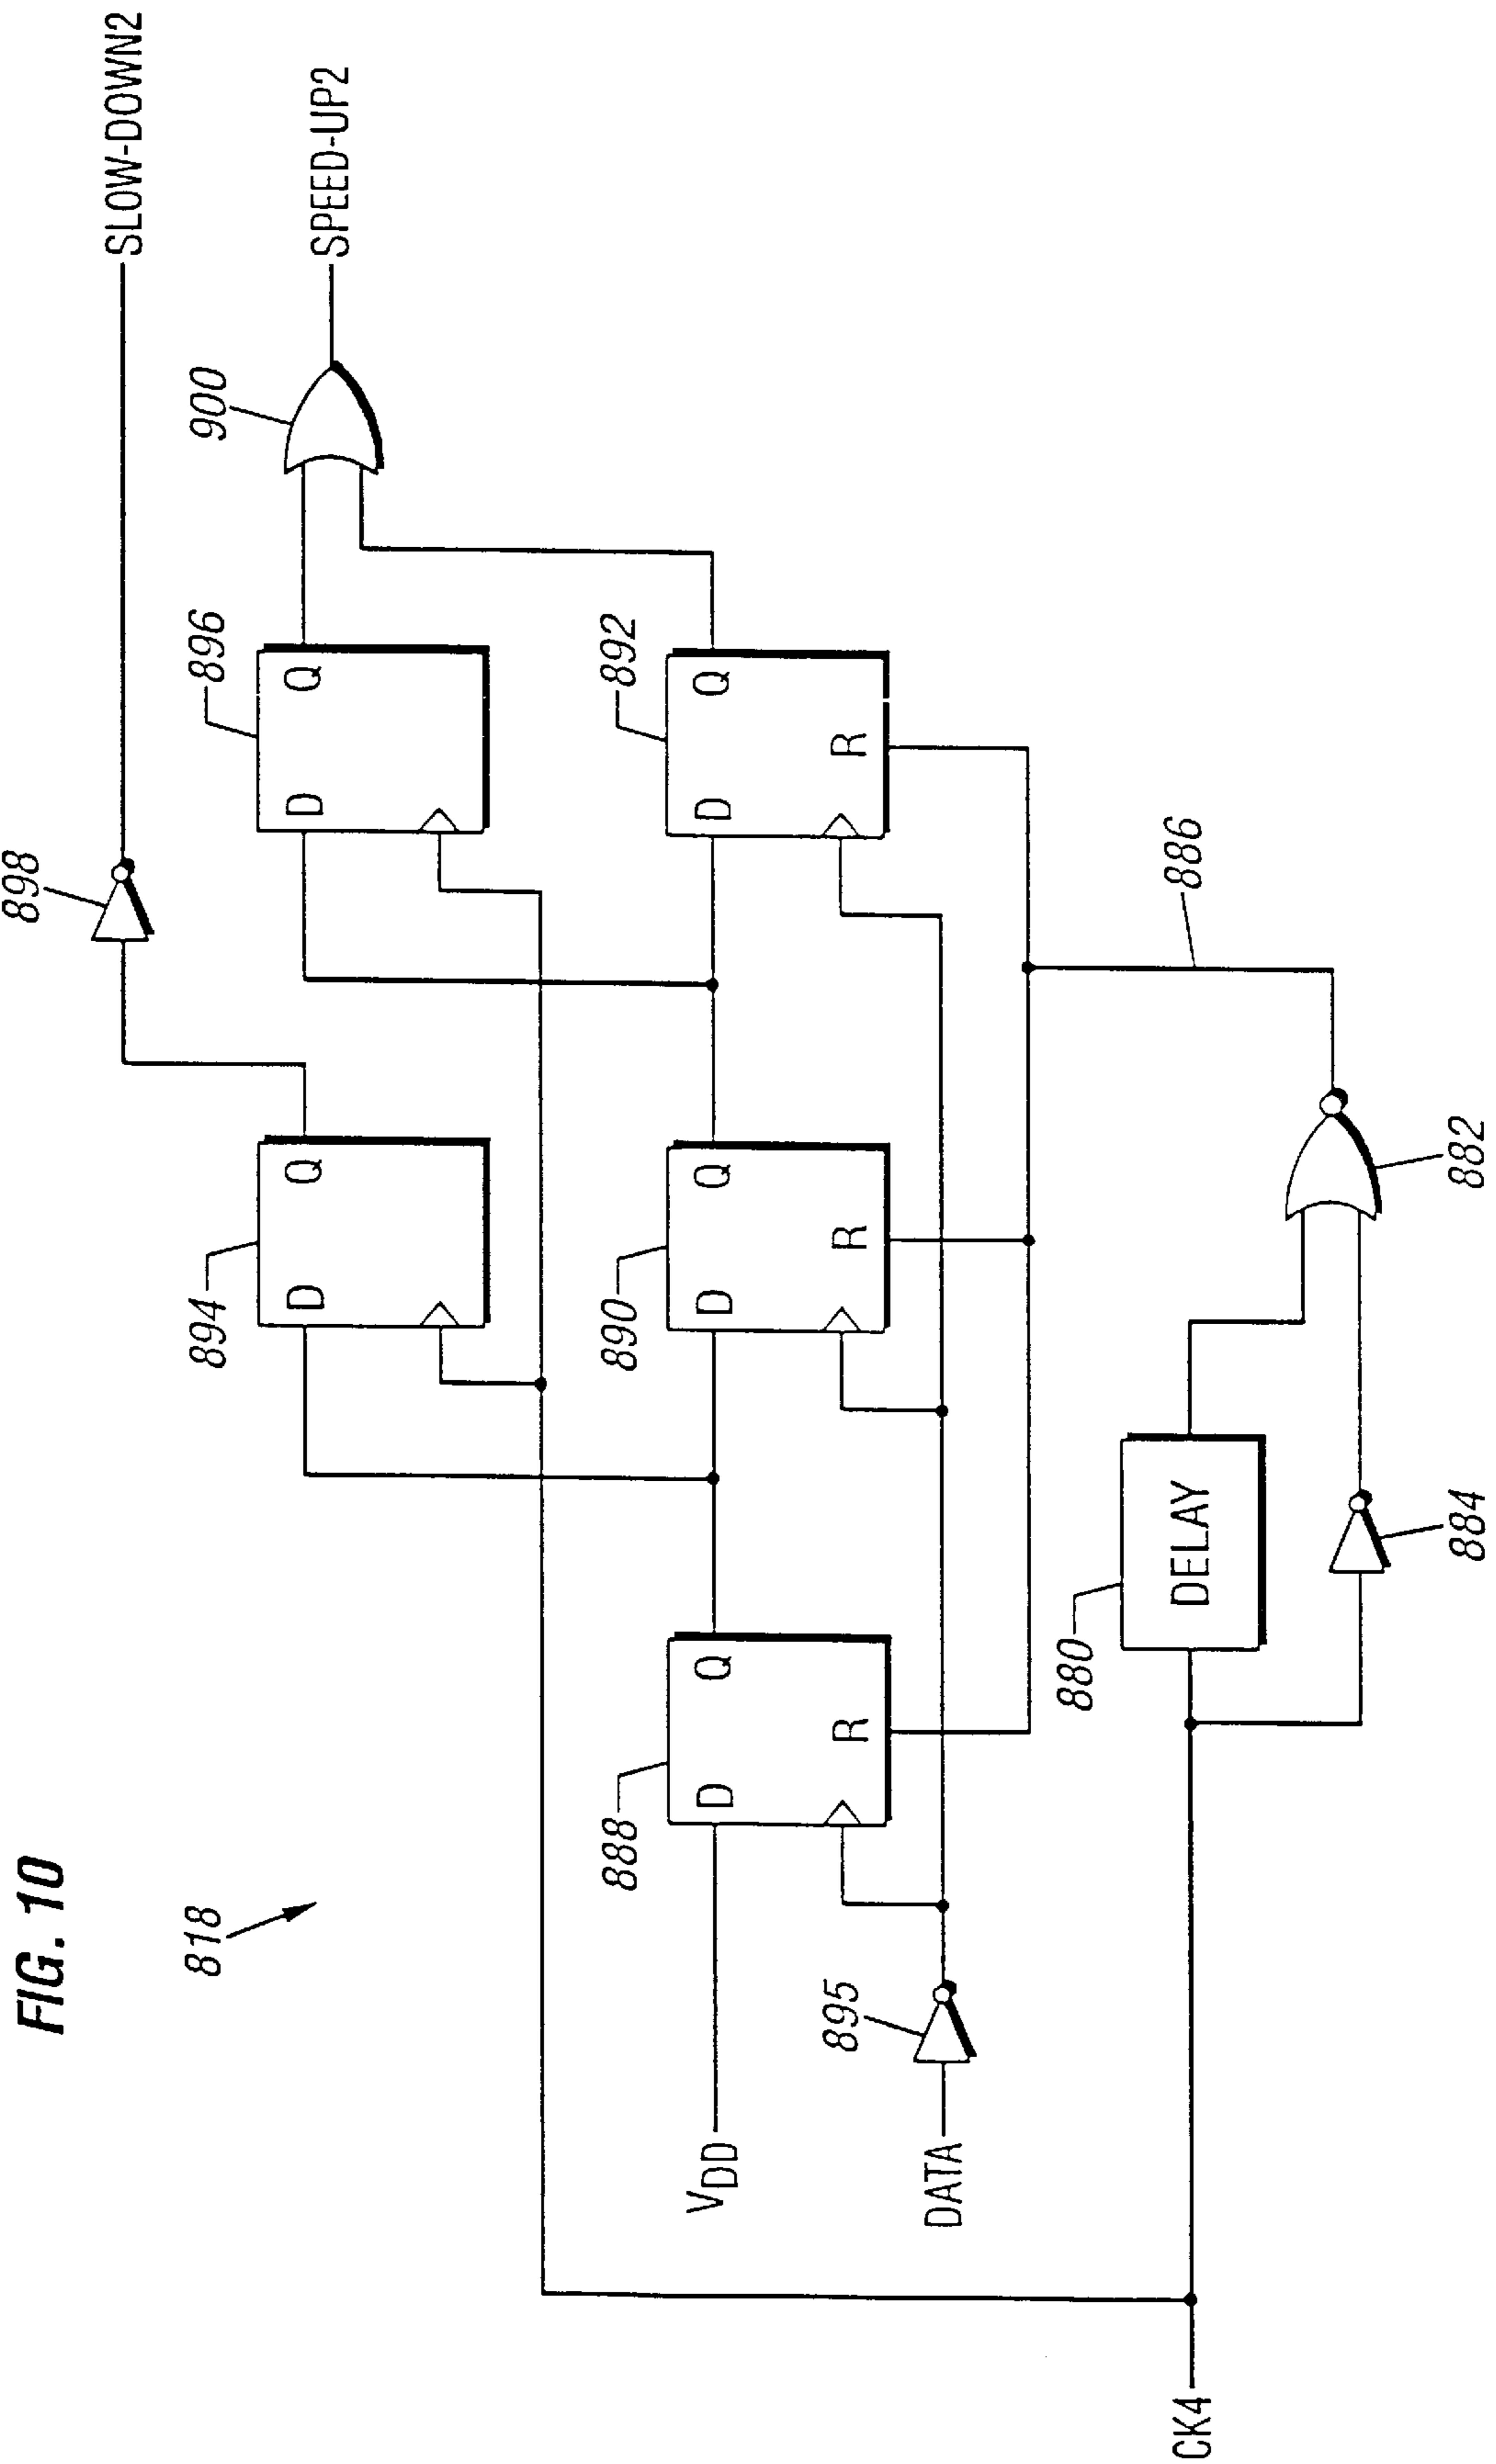 FIG. 10
818
898
SLOW-DOWN2
894
D
Q
896
D
Q
900
SPEED-UP2
VDD
888
D
Q
R
890
D
Q
R
892
D
Q
R
DATA
895
886
CK4
880
DELAY
884
882